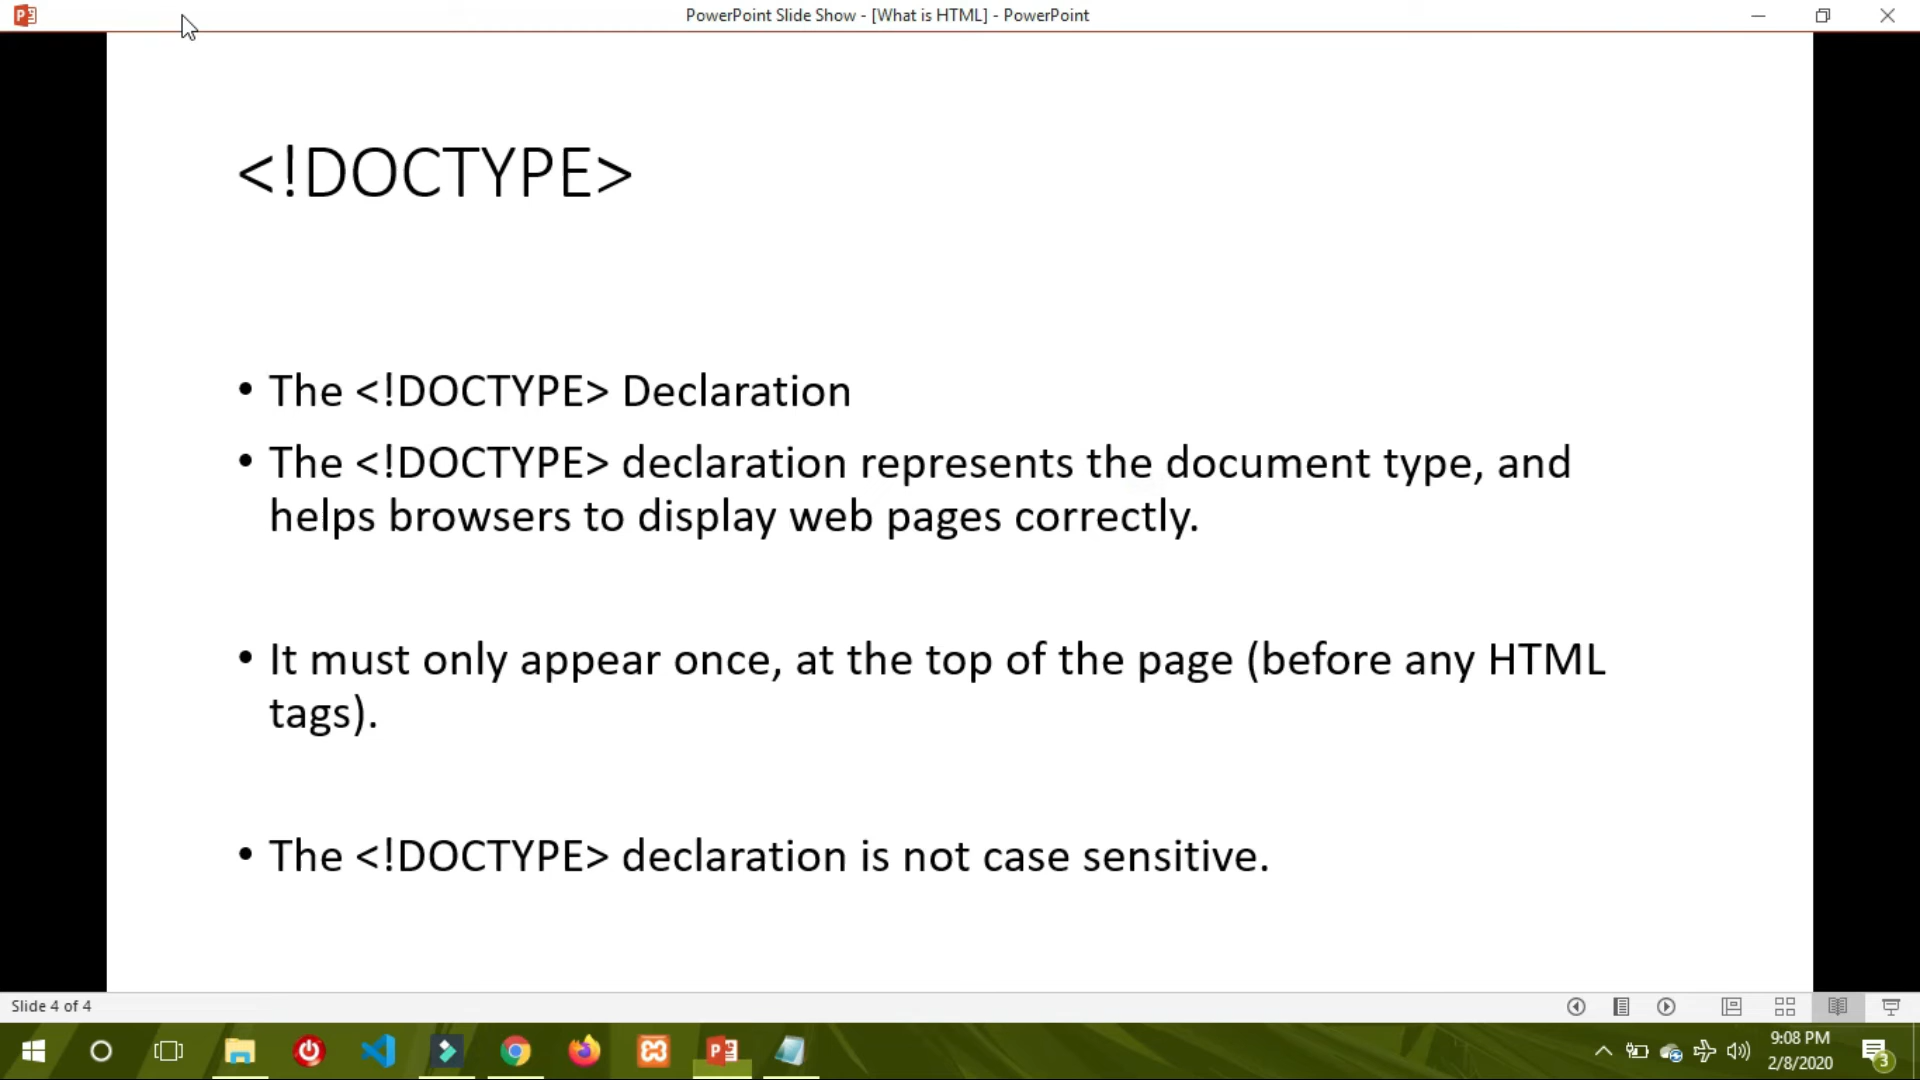 PowerPoint Slide Show - [What is HTML] - PowerPoint
<!DOCTYPE>
• The <!DOCTYPE> Declaration
• The <!DOCTYPE> declaration represents the document type, and
helps browsers to display web pages correctly.
• It must only appear once, at the top of the page (before any HTML
tags).
• The <!DOCTYPE> declaration is not case sensitive.
Slide 4 of 4
9:08 PM
2/8/2020
3